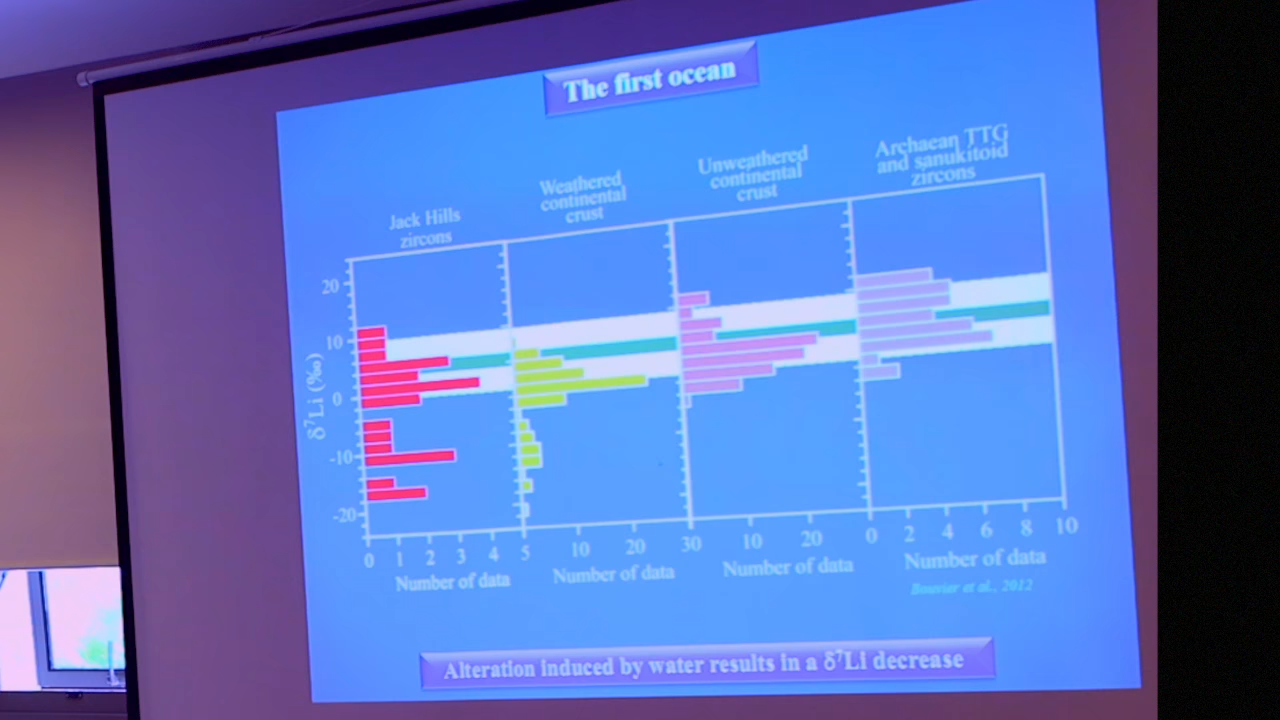 The first ocean
Jack Hills
zircons
Weathered
continental
crust
Unweathered
continental
crust
Archaean TTG
and sanukitoid
zircons
δ⁷Li (‰)
20
10
0
-10
-20
0 1 2 3 4 5 10 20 30 10 20 0 2 4 6 8 10
Number of data Number of data Number of data Number of data
Bouvier et al., 2012
Alteration induced by water results in a δ⁷Li decrease